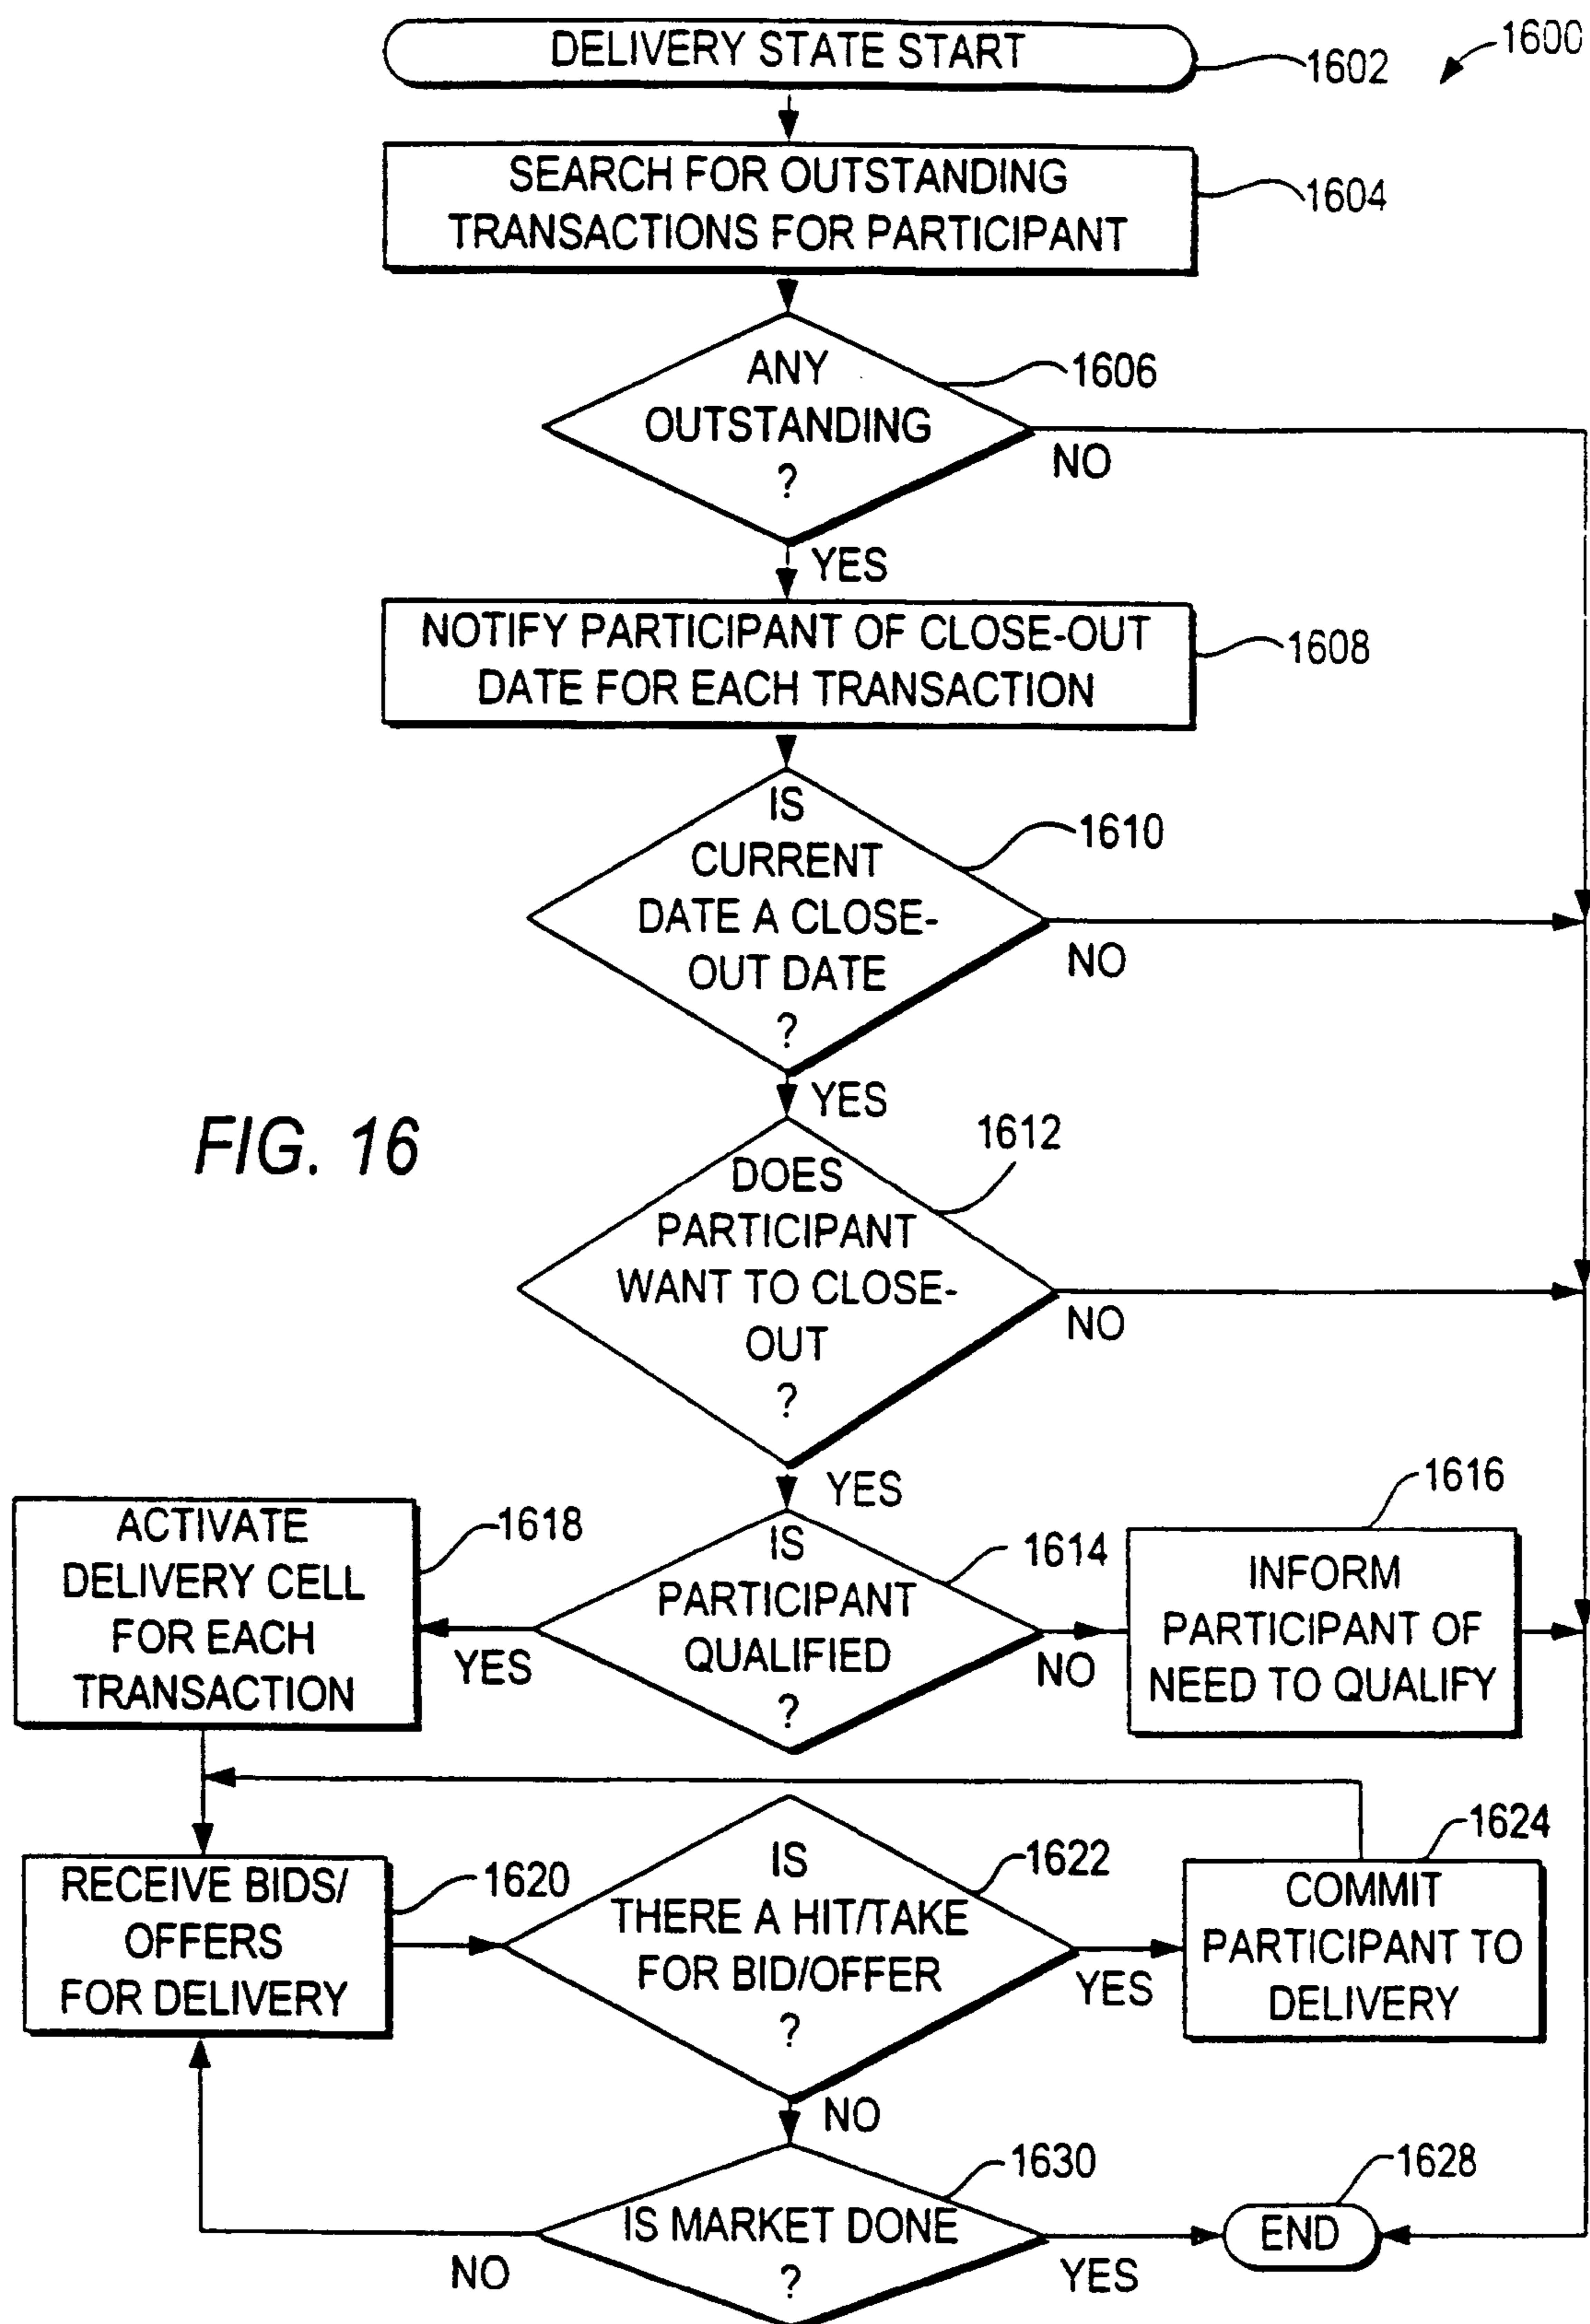 DELIVERY STATE START
1602
1600
SEARCH FOR OUTSTANDING
TRANSACTIONS FOR PARTICIPANT
1604
ANY
OUTSTANDING
?
1606
NO
YES
NOTIFY PARTICIPANT OF CLOSE-OUT
DATE FOR EACH TRANSACTION
1608
IS
CURRENT
DATE A CLOSE-
OUT DATE
?
1610
NO
YES
FIG. 16
DOES
PARTICIPANT
WANT TO CLOSE-
OUT
?
1612
NO
YES
IS
PARTICIPANT
QUALIFIED
?
1614
YES
NO
INFORM
PARTICIPANT OF
NEED TO QUALIFY
1616
ACTIVATE
DELIVERY CELL
FOR EACH
TRANSACTION
1618
RECEIVE BIDS/
OFFERS
FOR DELIVERY
1620
IS
THERE A HIT/TAKE
FOR BID/OFFER
?
1622
YES
NO
COMMIT
PARTICIPANT TO
DELIVERY
1624
IS MARKET DONE
?
1630
NO
YES
END
1628